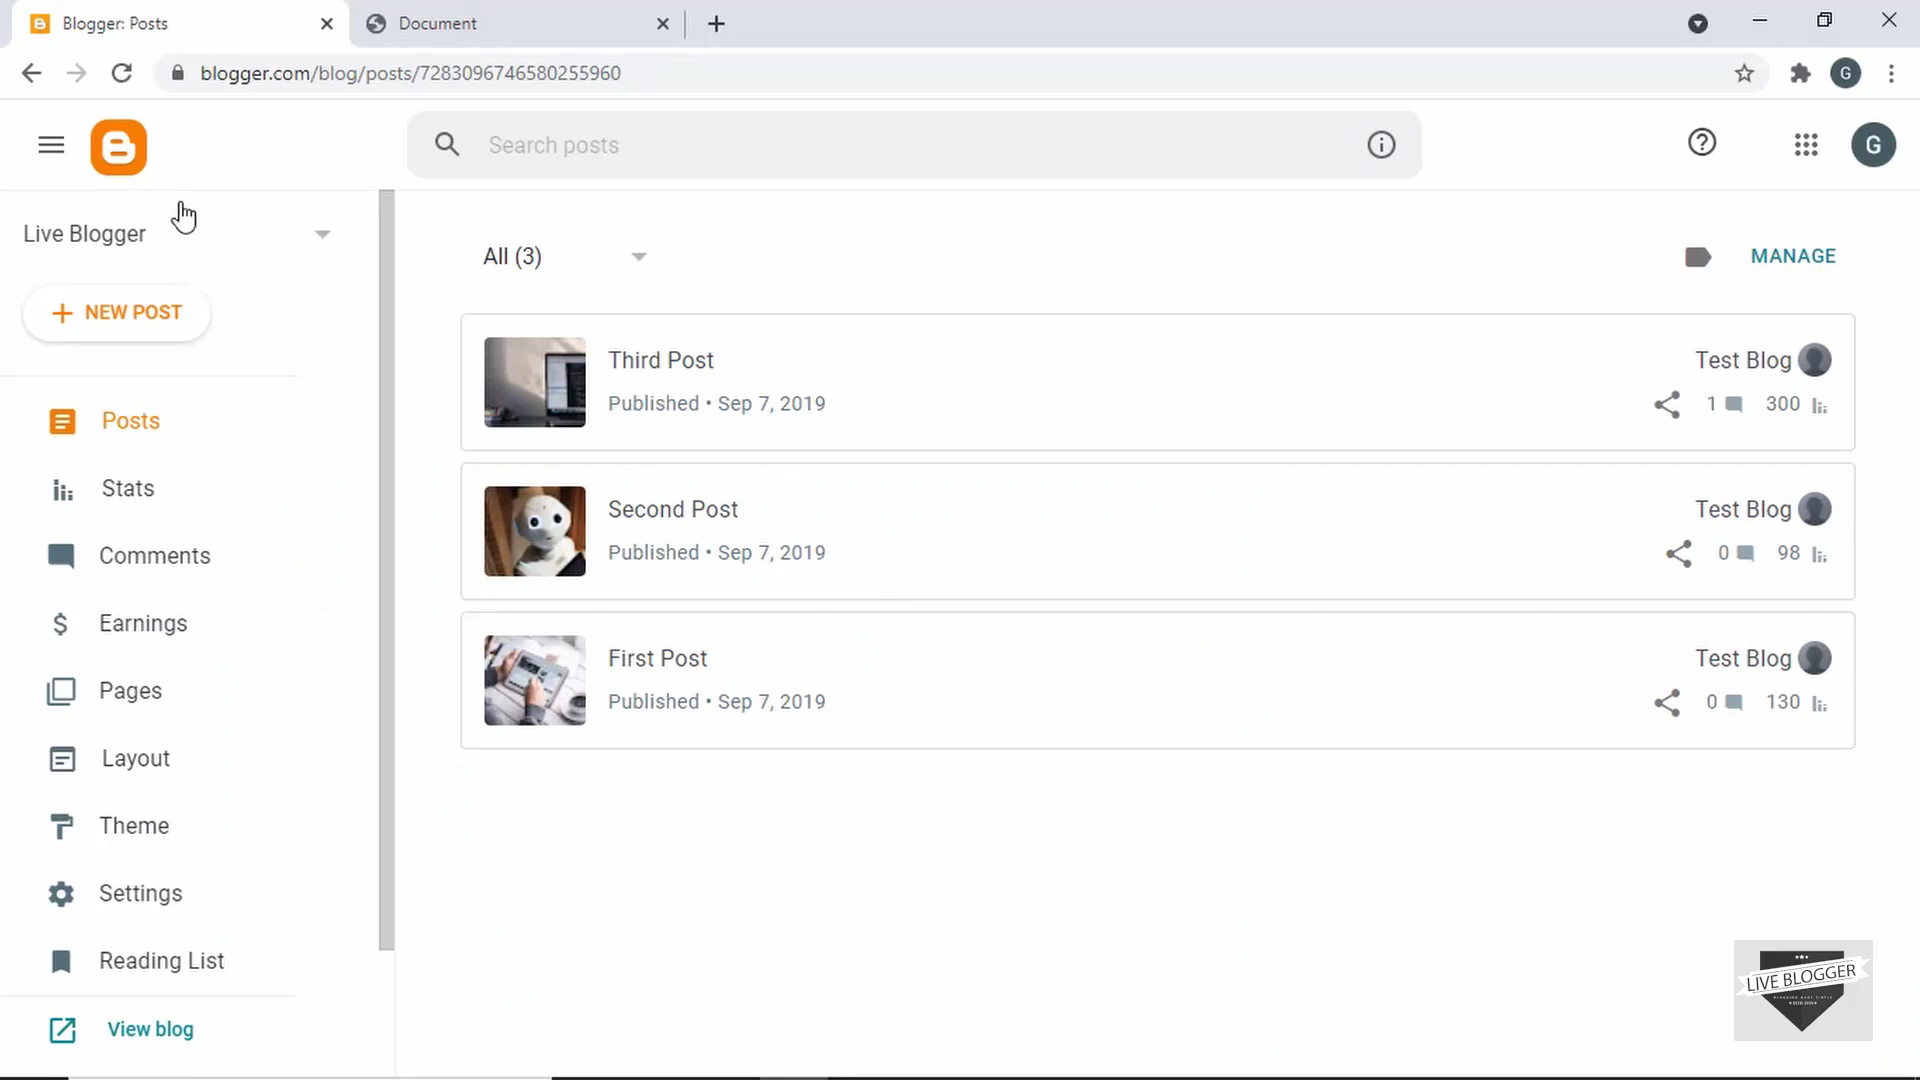 Blogger: Posts
Document
blogger.com/blog/posts/7283096746580255960
G
Search posts
G
Live Blogger
All (3)
MANAGE
NEW POST
Third Post
Test Blog
Published • Sep 7, 2019
1
300
Posts
Stats
Second Post
Test Blog
Published • Sep 7, 2019
0
98
Comments
Earnings
First Post
Test Blog
Published • Sep 7, 2019
0
130
Pages
Layout
Theme
Settings
Reading List
View blog
LIVE BLOGGER